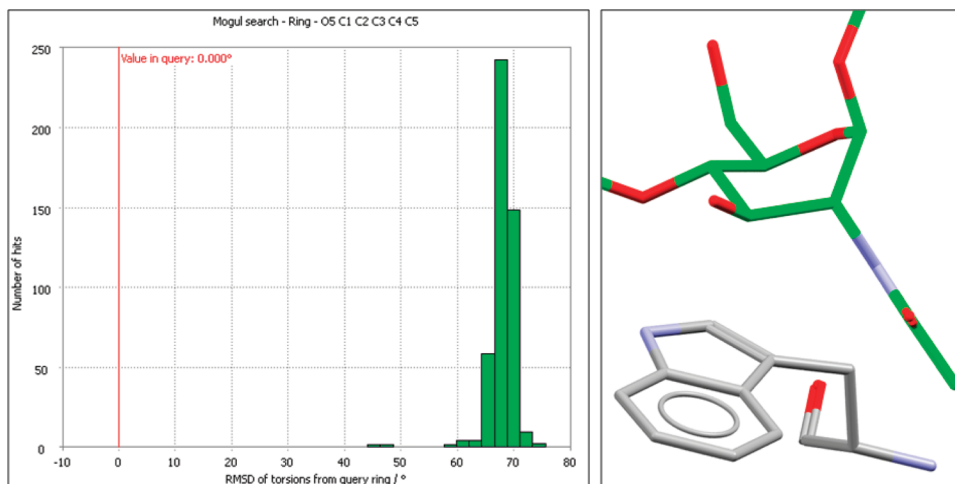 Mogul search - Ring - O5 C1 C2 C3 C4 C5
Value in query: 0.000°
250
200
150
100
50
0
Number of hits
-10 0 10 20 30 40 50 60 70 80
RMSD of torsions from query ring / °